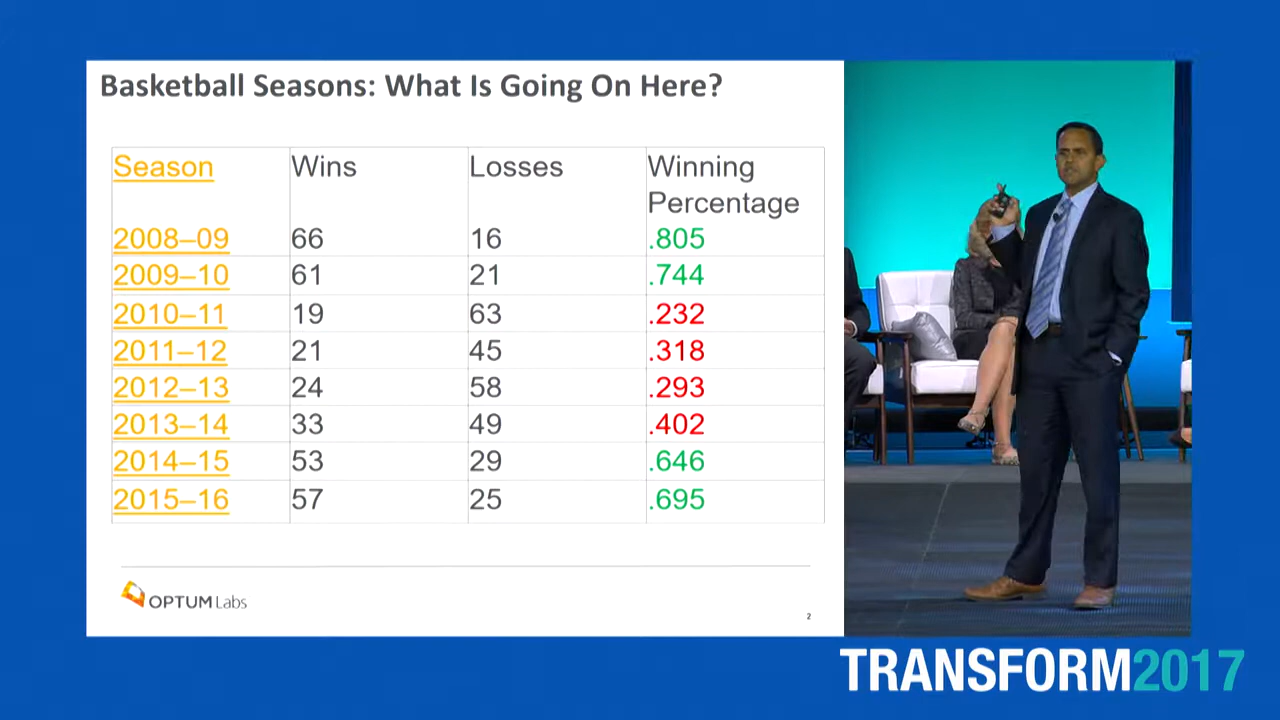 Basketball Seasons: What Is Going On Here?
Season Wins Losses Winning
Percentage
2008–09 66 16 .805
2009–10 61 21 .744
2010–11 19 63 .232
2011–12 21 45 .318
2012–13 24 58 .293
2013–14 33 49 .402
2014–15 53 29 .646
2015–16 57 25 .695
OPTUMLabs
2
TRANSFORM2017